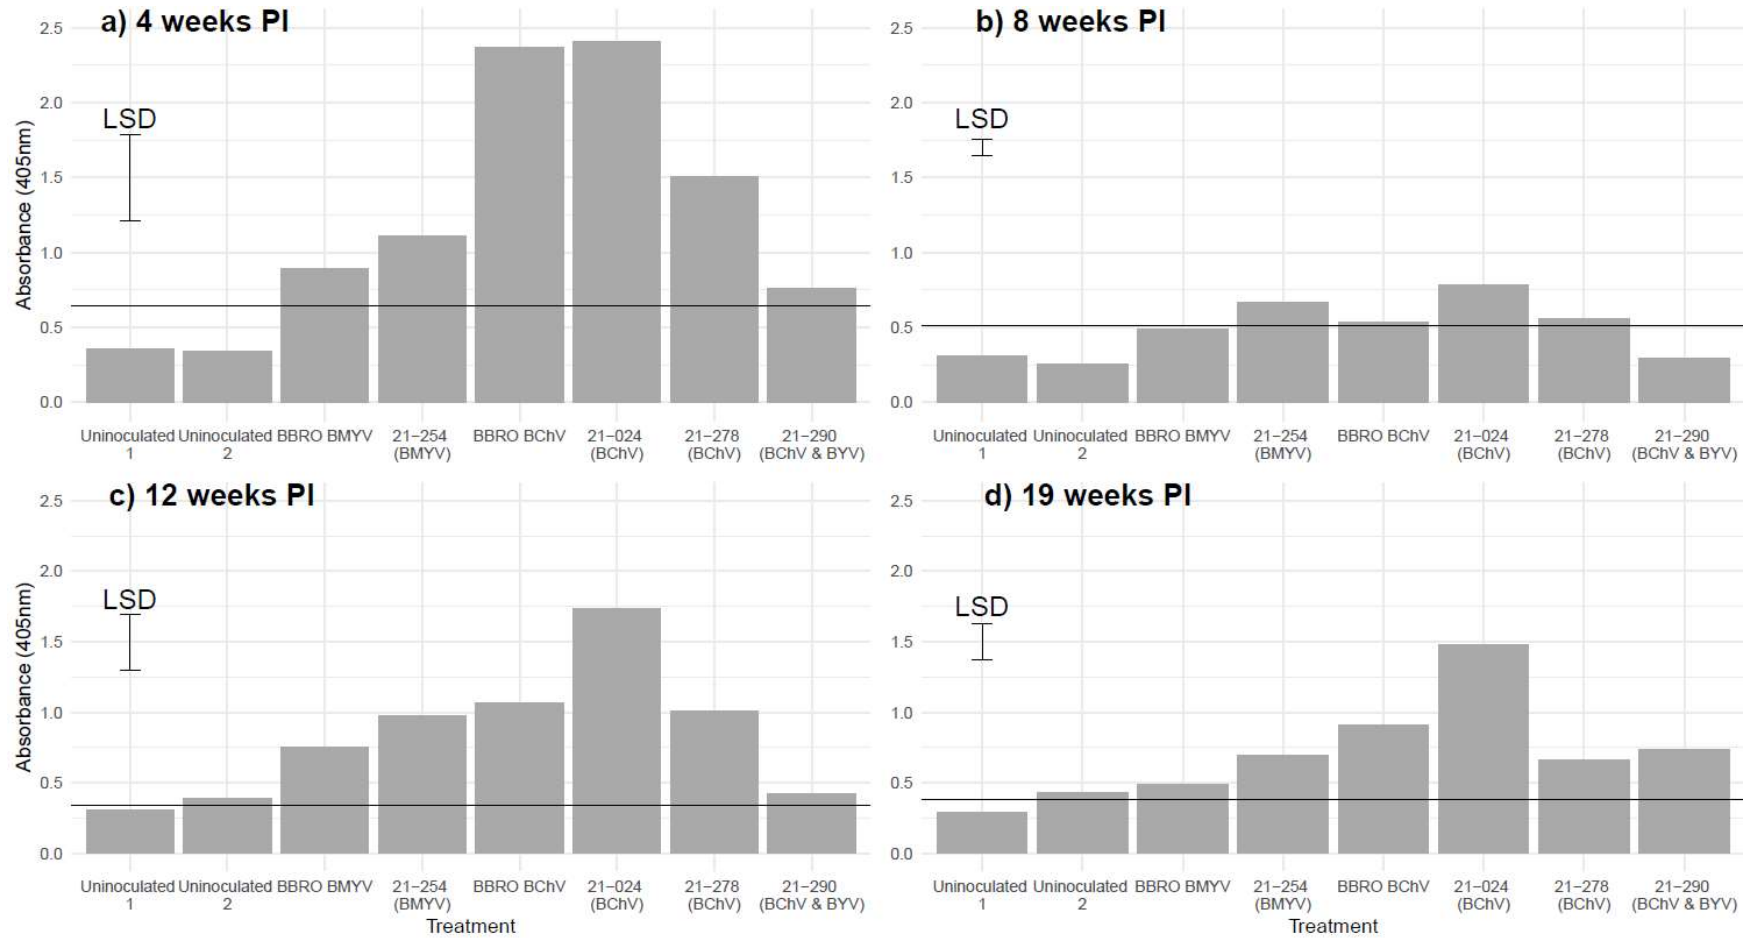 a) 4 weeks PI
2.5
2.0
1.5
1.0
0.5
0.0
Absorbance (405nm)
LSD
Uninoculated Uninoculated BBRO BMYV 21−254 BBRO BChV 21−024 21−278 21−290
1 2 (BMYV) (BChV) (BChV) (BChV & BYV)
b) 8 weeks PI
2.5
2.0
1.5
1.0
0.5
0.0
LSD
Uninoculated Uninoculated BBRO BMYV 21−254 BBRO BChV 21−024 21−278 21−290
1 2 (BMYV) (BChV) (BChV) (BChV & BYV)
c) 12 weeks PI
2.5
2.0
1.5
1.0
0.5
0.0
Absorbance (405nm)
LSD
Uninoculated Uninoculated BBRO BMYV 21−254 BBRO BChV 21−024 21−278 21−290
1 2 (BMYV) (BChV) (BChV) (BChV & BYV)
Treatment
d) 19 weeks PI
2.5
2.0
1.5
1.0
0.5
0.0
LSD
Uninoculated Uninoculated BBRO BMYV 21−254 BBRO BChV 21−024 21−278 21−290
1 2 (BMYV) (BChV) (BChV) (BChV & BYV)
Treatment